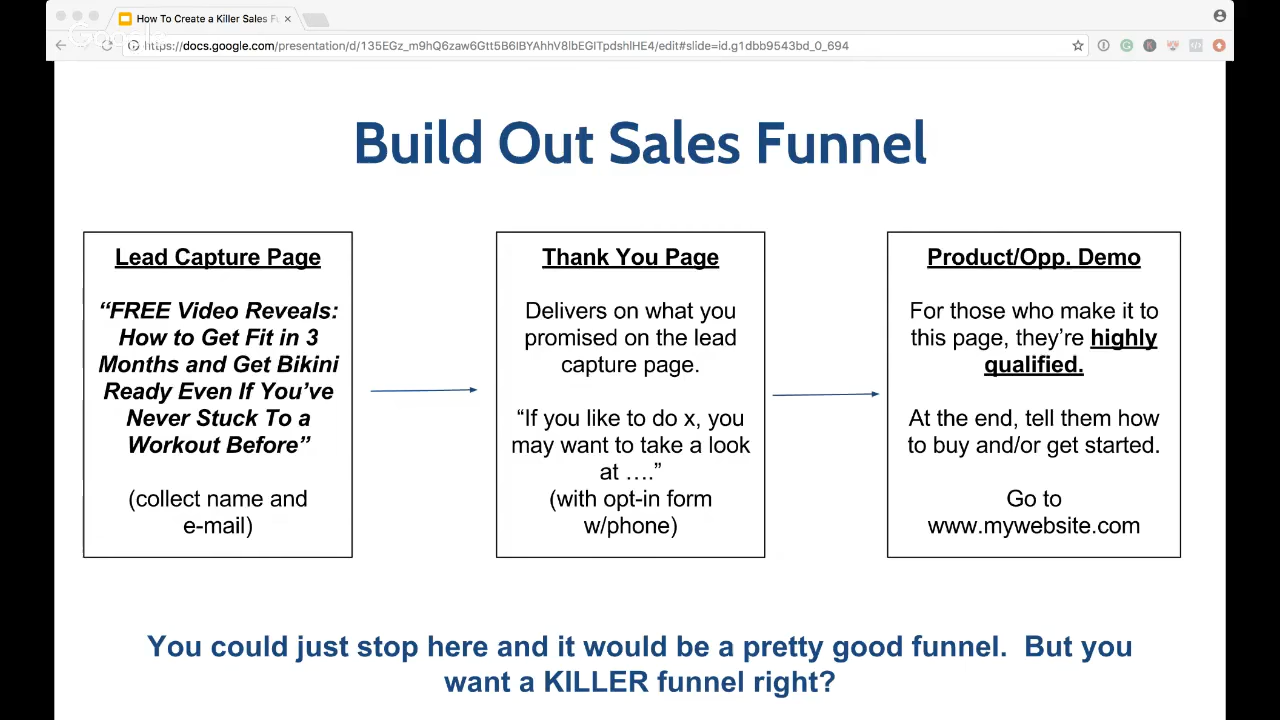 How To Create a Killer Sales F
Google
https://docs.google.com/presentation/d/135EGz_m9hQ6zaw6Gtt5B6lBYAhhV8lbEGlTpdshlHE4/edit#slide=id.g1dbb9543bd_0_694
Build Out Sales Funnel
Lead Capture Page
“FREE Video Reveals:
How to Get Fit in 3
Months and Get Bikini
Ready Even If You’ve
Never Stuck To a
Workout Before”
(collect name and
e-mail)
Thank You Page
Delivers on what you
promised on the lead
capture page.
“If you like to do x, you
may want to take a look
at ….”
(with opt-in form
w/phone)
Product/Opp. Demo
For those who make it to
this page, they’re highly
qualified.
At the end, tell them how
to buy and/or get started.
Go to
www.mywebsite.com
You could just stop here and it would be a pretty good funnel.  But you
want a KILLER funnel right?